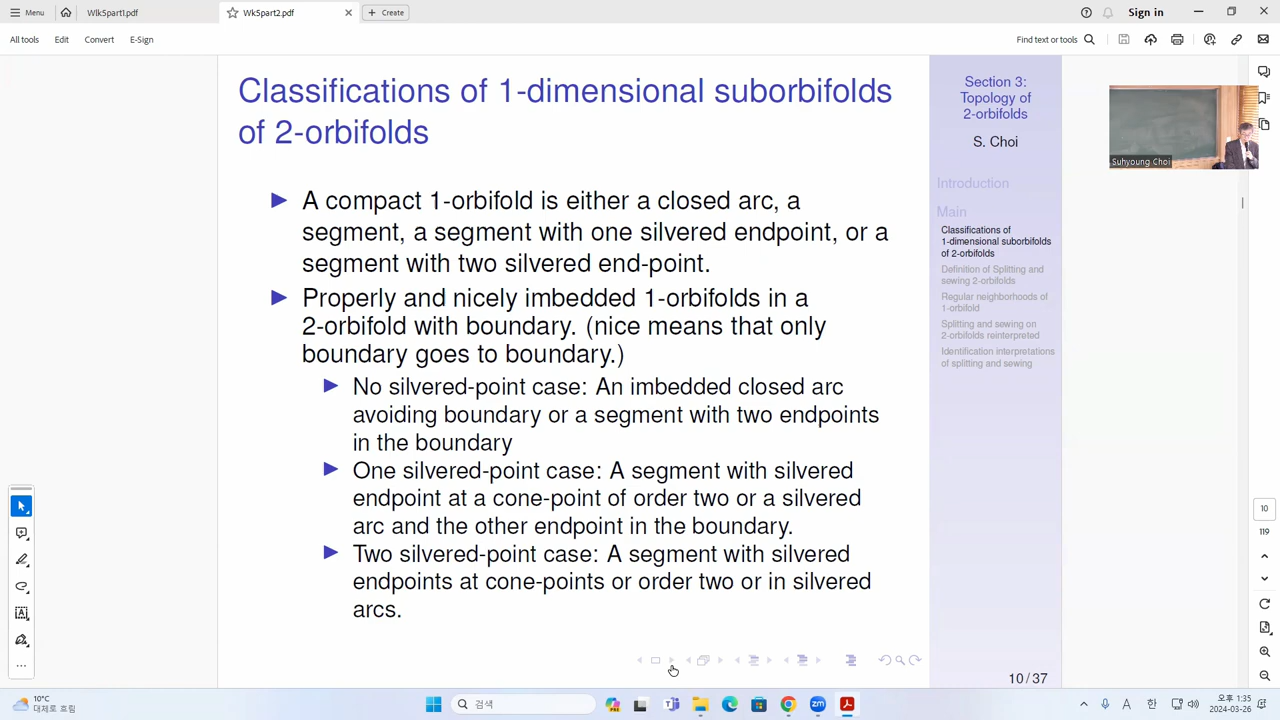 Menu
Wlk5part1.pdf
Wk5part2.pdf
Create
Sign in
All tools
Edit
Convert
E-Sign
Find text or tools
Classifications of 1-dimensional suborbifolds
of 2-orbifolds
A compact 1-orbifold is either a closed arc, a
segment, a segment with one silvered endpoint, or a
segment with two silvered end-point.
Properly and nicely imbedded 1-orbifolds in a
2-orbifold with boundary. (nice means that only
boundary goes to boundary.)
No silvered-point case: An imbedded closed arc
avoiding boundary or a segment with two endpoints
in the boundary
One silvered-point case: A segment with silvered
endpoint at a cone-point of order two or a silvered
arc and the other endpoint in the boundary.
Two silvered-point case: A segment with silvered
endpoints at cone-points or order two or in silvered
arcs.
10/37
Section 3:
Topology of
2-orbifolds
S. Choi
Introduction
Main
Classifications of
1-dimensional suborbifolds
of 2-orbifolds
Definition of Splitting and
sewing 2-orbifolds
Regular neighborhoods of
1-orbifold
Splitting and sewing on
2-orbifolds reinterpreted
Identification interpretations
of splitting and sewing
Suhyoung Choi
10
119
10°C
대체로 흐림
검색
A
한
오후 1:35
2024-03-26